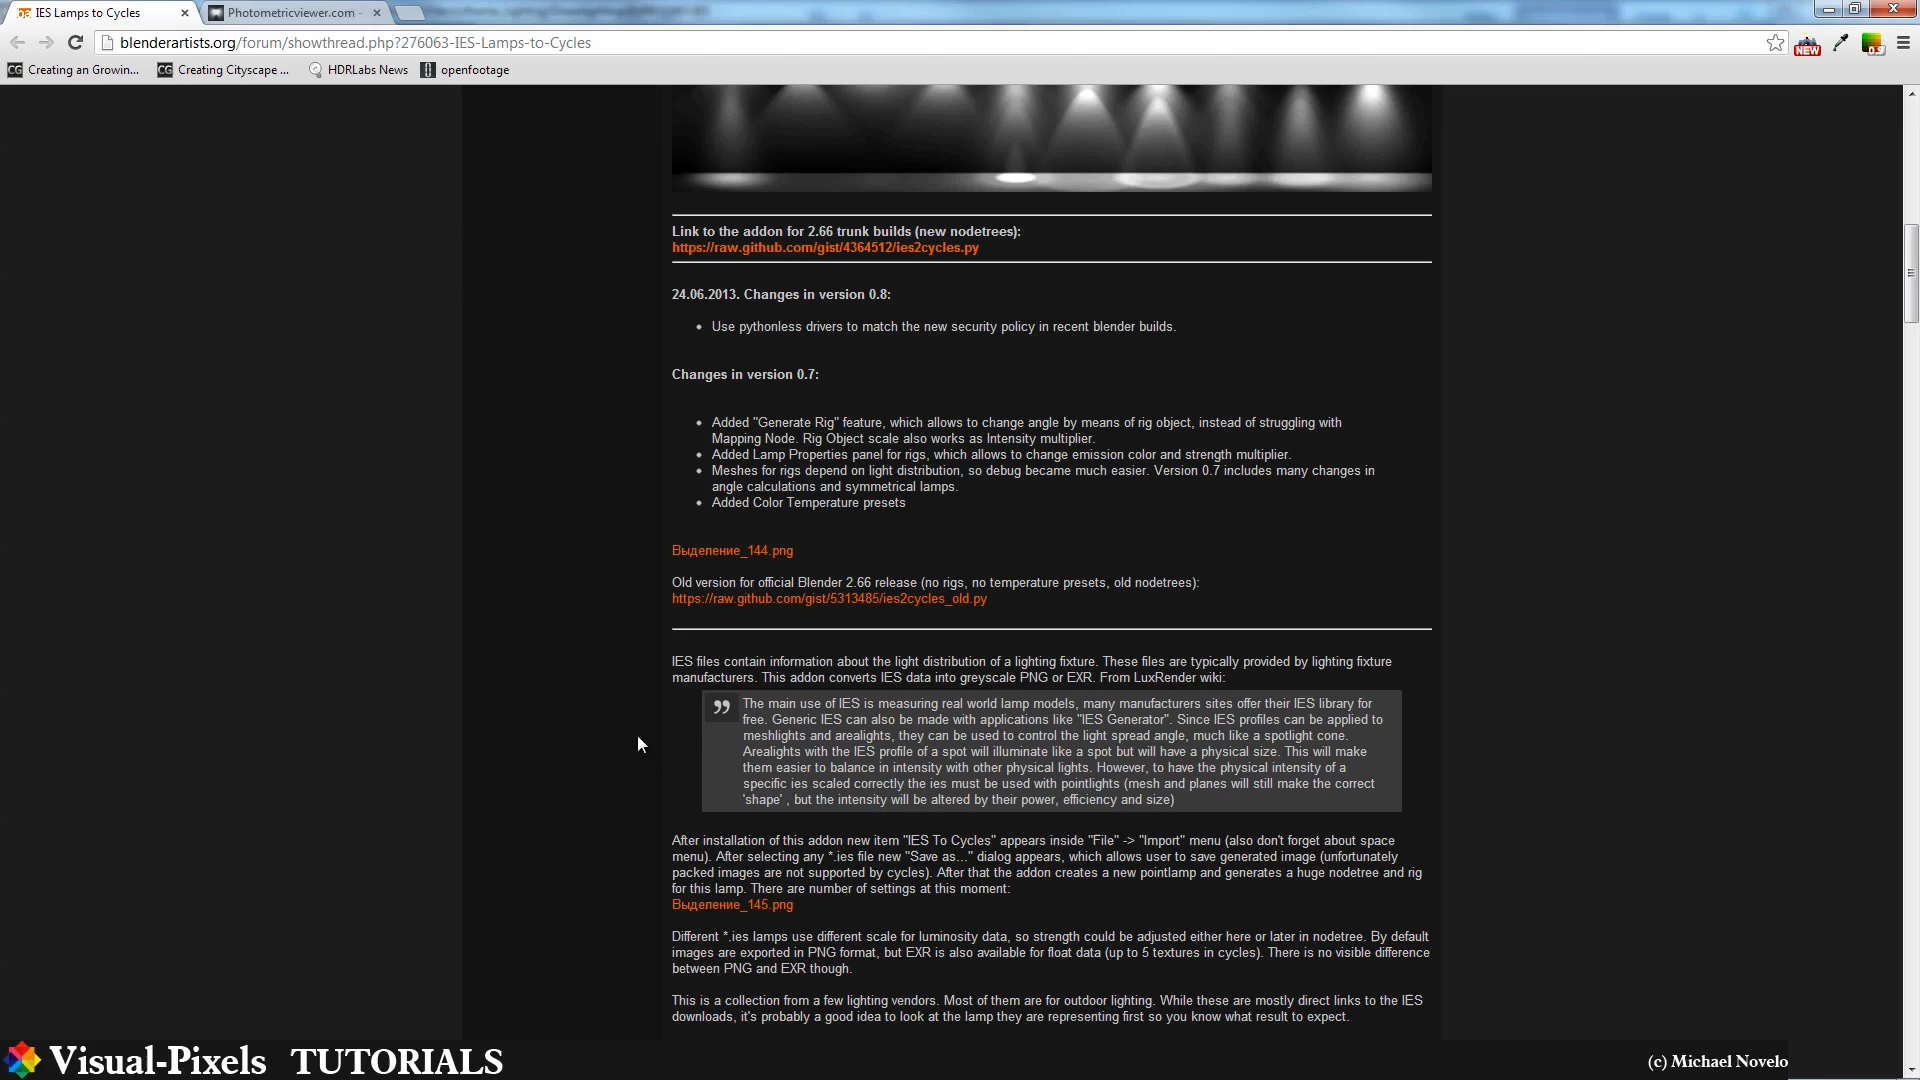 IES Lamps to Cycles
Photometricviewer.com -
blenderartists.org/forum/showthread.php?276063-IES-Lamps-to-Cycles
NEW
0.9
CG Creating an Growin...
CG Creating Cityscape ...
HDRLabs News
openfootage
Link to the addon for 2.66 trunk builds (new nodetrees):
https://raw.github.com/gist/4364512/ies2cycles.py
24.06.2013. Changes in version 0.8:
• Use pythonless drivers to match the new security policy in recent blender builds.
Changes in version 0.7:
• Added "Generate Rig" feature, which allows to change angle by means of rig object, instead of struggling with
Mapping Node. Rig Object scale also works as Intensity multiplier.
• Added Lamp Properties panel for rigs, which allows to change emission color and strength multiplier.
• Meshes for rigs depend on light distribution, so debug became much easier. Version 0.7 includes many changes in
angle calculations and symmetrical lamps.
• Added Color Temperature presets
Выделение_144.png
Old version for official Blender 2.66 release (no rigs, no temperature presets, old nodetrees):
https://raw.github.com/gist/5313485/ies2cycles_old.py
IES files contain information about the light distribution of a lighting fixture. These files are typically provided by lighting fixture
manufacturers. This addon converts IES data into greyscale PNG or EXR. From LuxRender wiki:
The main use of IES is measuring real world lamp models, many manufacturers sites offer their IES library for
free. Generic IES can also be made with applications like "IES Generator". Since IES profiles can be applied to
meshlights and arealights, they can be used to control the light spread angle, much like a spotlight cone.
Arealights with the IES profile of a spot will illuminate like a spot but will have a physical size. This will make
them easier to balance in intensity with other physical lights. However, to have the physical intensity of a
specific ies scaled correctly the ies must be used with pointlights (mesh and planes will still make the correct
'shape' , but the intensity will be altered by their power, efficiency and size)
After installation of this addon new item "IES To Cycles" appears inside "File" -> "Import" menu (also don't forget about space
menu). After selecting any *.ies file new "Save as..." dialog appears, which allows user to save generated image (unfortunately
packed images are not supported by cycles). After that the addon creates a new pointlamp and generates a huge nodetree and rig
for this lamp. There are number of settings at this moment:
Выделение_145.png
Different *.ies lamps use different scale for luminosity data, so strength could be adjusted either here or later in nodetree. By default
images are exported in PNG format, but EXR is also available for float data (up to 5 textures in cycles). There is no visible difference
between PNG and EXR though.
This is a collection from a few lighting vendors. Most of them are for outdoor lighting. While these are mostly direct links to the IES
downloads, it's probably a good idea to look at the lamp they are representing first so you know what result to expect.
Visual-Pixels TUTORIALS
(c) Michael Novelo